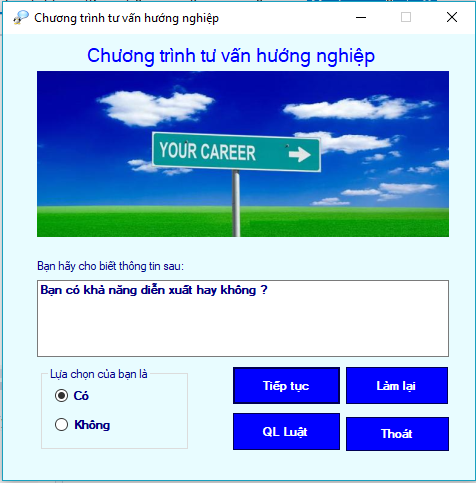 Chương trình tư vấn hướng nghiệp
Chương trình tư vấn hướng nghiệp
YOUR CAREER
Bạn hãy cho biết thông tin sau:
Bạn có khả năng diễn xuất hay không ?
Lựa chọn của bạn là
Có
Không
Tiếp tục
Làm lại
QL Luật
Thoát